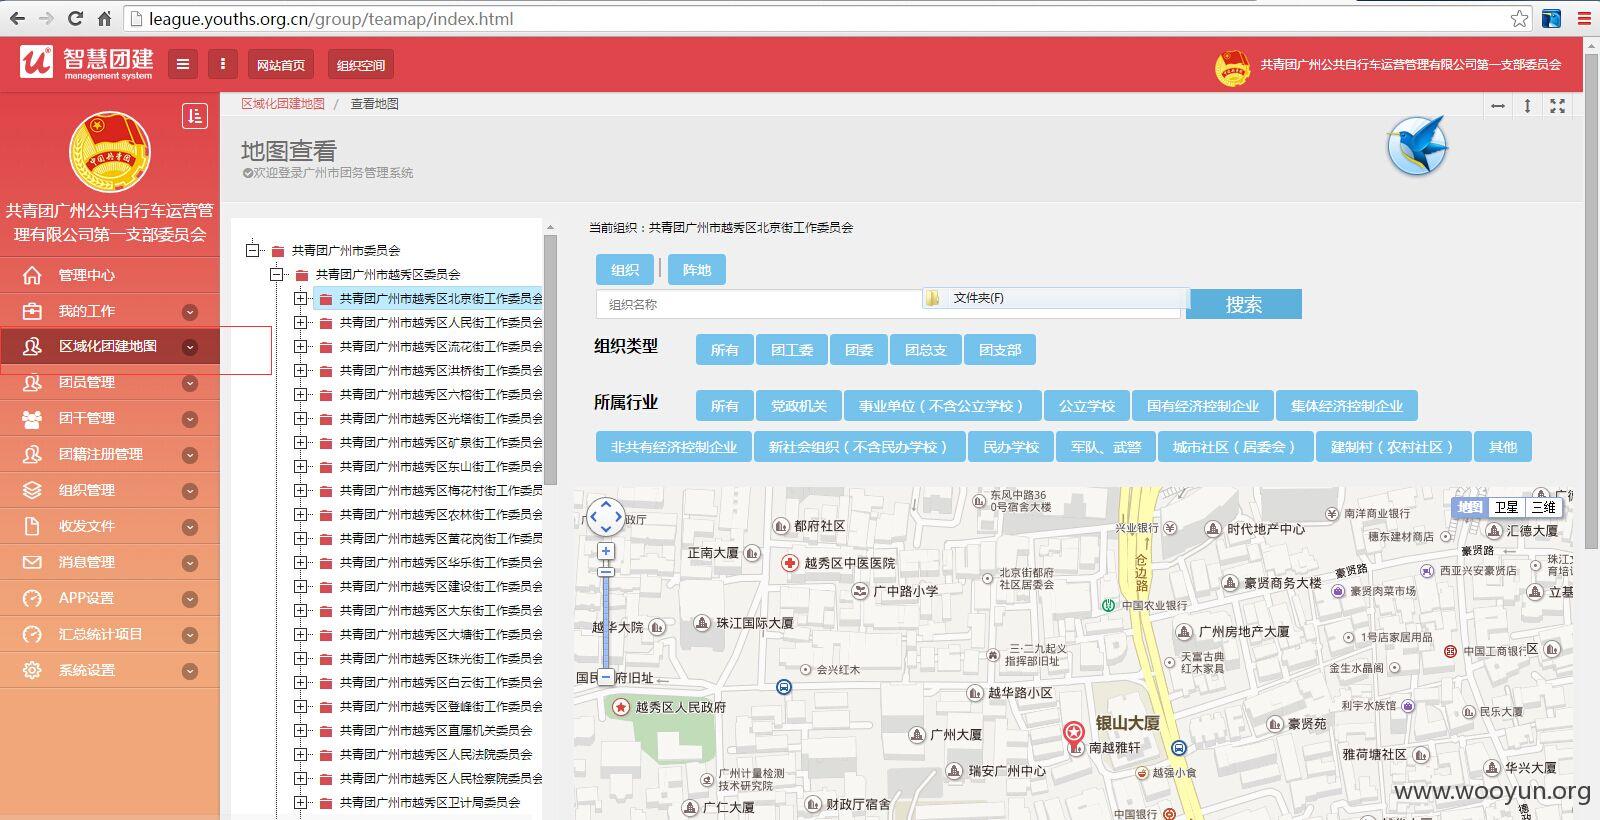 league.youths.org.cn/group/teamap/index.html
智慧团建
management system
网站首页
组织空间
共青团广州公共自行车运营管理有限公司第一支部委员会
区域化团建地图 / 查看地图
地图查看
欢迎登录广州市团务管理系统
中国共青团
共青团广州公共自行车运营管
理有限公司第一支部委员会
管理中心
我的工作
区域化团建地图
团员管理
团干管理
团籍注册管理
组织管理
收发文件
消息管理
APP设置
汇总统计项目
系统设置
共青团广州市委员会
共青团广州市越秀区委员会
共青团广州市越秀区北京街工作委员会
共青团广州市越秀区人民街工作委员会
共青团广州市越秀区流花街工作委员会
共青团广州市越秀区洪桥街工作委员会
共青团广州市越秀区六榕街工作委员会
共青团广州市越秀区光塔街工作委员会
共青团广州市越秀区矿泉街工作委员会
共青团广州市越秀区东山街工作委员会
共青团广州市越秀区梅花村街工作委员
共青团广州市越秀区农林街工作委员会
共青团广州市越秀区黄花岗街工作委员
共青团广州市越秀区华乐街工作委员会
共青团广州市越秀区建设街工作委员会
共青团广州市越秀区大东街工作委员会
共青团广州市越秀区大塘街工作委员会
共青团广州市越秀区珠光街工作委员会
共青团广州市越秀区白云街工作委员会
共青团广州市越秀区登峰街工作委员会
共青团广州市越秀区直属机关委员会
共青团广州市越秀区人民法院委员会
共青团广州市越秀区人民检察院委员会
共青团广州市越秀区卫计局委员会
当前组织：共青团广州市越秀区北京街工作委员会
组织 | 阵地
组织名称
文件夹(F)
搜索
组织类型 所有 团工委 团委 团总支 团支部
所属行业 所有 党政机关 事业单位（不含公立学校） 公立学校 国有经济控制企业 集体经济控制企业
非共有经济控制企业 新社会组织（不含民办学校） 民办学校 军队、武警 城市社区（居委会） 建制村（农村社区） 其他
地图 卫星 三维
东风中路36
0号宿舍大楼
都府社区
兴业银行
时代地产中心
南洋商业银行
汇德大厦
穗东建材商店
正南大厦
越秀区中医医院
北京街都府
社区居委会
仓边路
豪贤路
豪贤路
西亚兴安豪贤店
珠江
育培训
广中路小学
中国农业银行
豪贤商务大楼
豪贤肉菜市场
立基
越华大院
珠江国际大厦
广州房地产大厦
1号店家居用品
三·二九起义
指挥部旧址
会兴红木
天富古典
红木家具
中国工商银行
金生水晶阁
越华路小区
越秀区人民政府
银山大厦
利宇水族馆
民乐大厦
广州大厦
南越雅轩
豪贤苑
雅荷塘社区
广州计量检测
技术研究院
瑞安广州中心
越强小食
华兴大厦
广仁大厦
财政厅宿舍
中国银行
www.wooyun.org